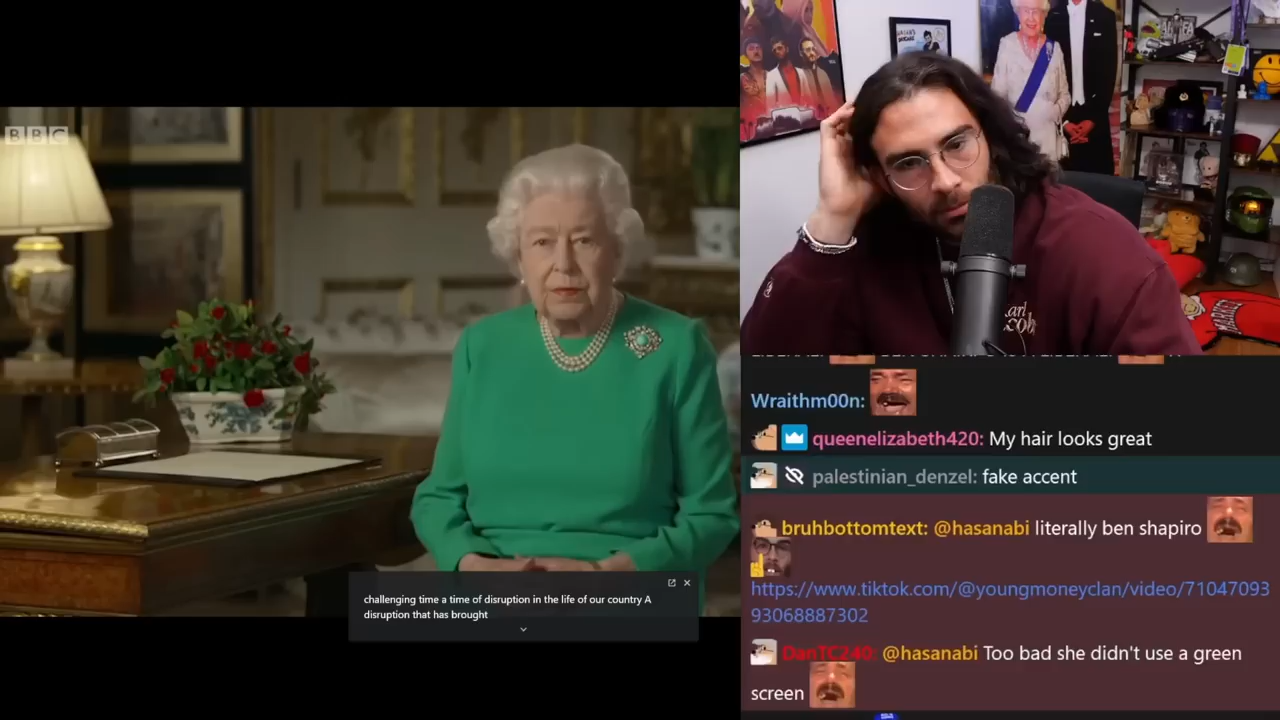 BBC
challenging time a time of disruption in the life of our country A
disruption that has brought
Wraithm00n:
queenelizabeth420: My hair looks great
palestinian_denzel: fake accent
bruhbottomtext: @hasanabi literally ben shapiro
https://www.tiktok.com/@youngmoneyclan/video/71047093
93068887302
DanTC240: @hasanabi Too bad she didn't use a green
screen